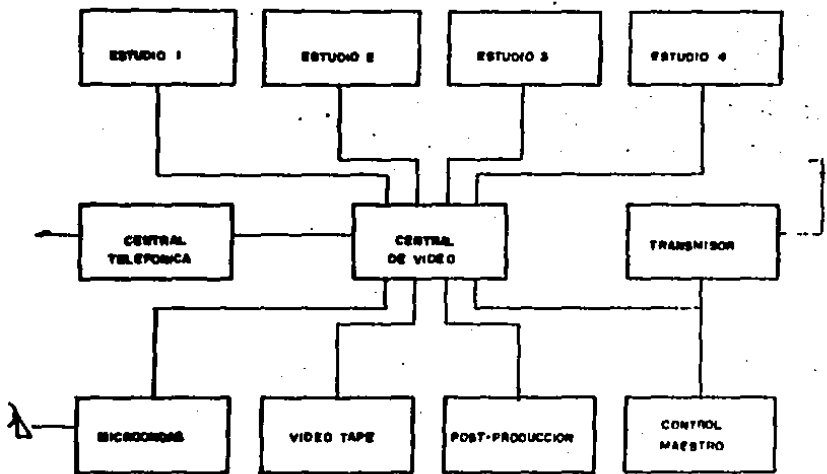 ESTUDIO 1
ESTUDIO 2
ESTUDIO 3
ESTUDIO 4
CENTRAL
TELEFONICA
CENTRAL
DE VIDEO
TRANSMISOR
MICROONDAS
VIDEO TAPE
POST-PRODUCCION
CONTROL
MAESTRO